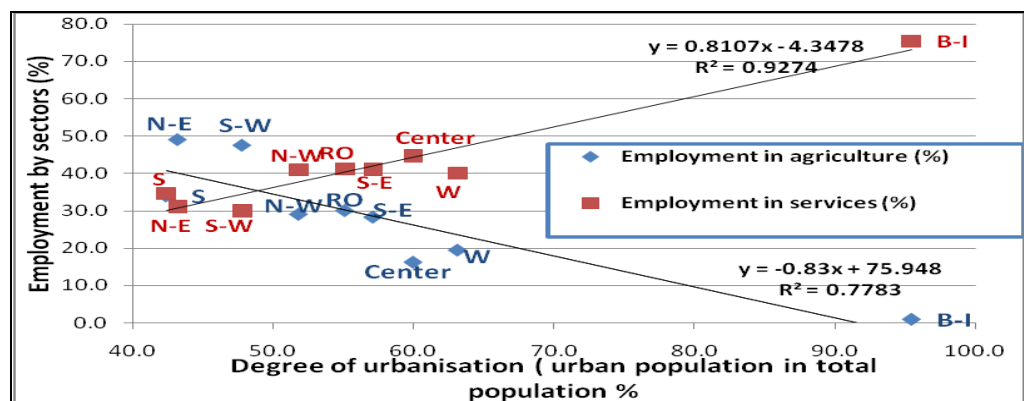 Employment by sectors (%)
80.0
70.0
60.0
50.0
40.0
30.0
20.0
10.0
0.0
y = 0.8107x - 4.3478
R² = 0.9274
B-I
N-E
S-W
Center
N-W
RO
S-E
W
S
S
N-E
S-W
N-W
RO
S-E
Center
W
Employment in agriculture (%)
Employment in services (%)
y = -0.83x + 75.948
R² = 0.7783
B-I
40.0 50.0 60.0 70.0 80.0 90.0 100.0
Degree of urbanisation ( urban population in total
population %